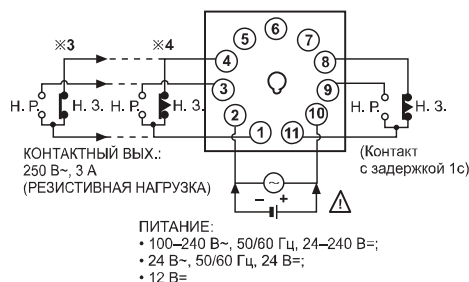 ※3 ※4
6
5 7
4 8
3 9
Н. Р. Н. З. Н. Р. Н. З. Н. Р. Н. З.
2 10
1 11
КОНТАКТНЫЙ ВЫХ.:
250 В~, 3 А
(РЕЗИСТИВНАЯ НАГРУЗКА)
(Контакт
с задержкой 1с)
~
− +
!
ПИТАНИЕ:
• 100–240 В~, 50/60 Гц, 24–240 В=;
• 24 В~, 50/60 Гц, 24 В=;
• 12 В=